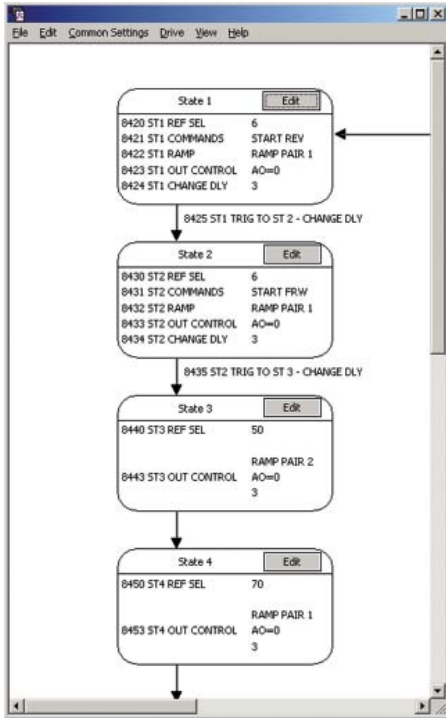 File Edit Common Settings Drive View Help
State 1 Edit
8420 ST1 REF SEL 6
8421 ST1 COMMANDS START REV
8422 ST1 RAMP RAMP PAIR 1
8423 ST1 OUT CONTROL AO=0
8424 ST1 CHANGE DLY 3
8425 ST1 TRIG TO ST 2 - CHANGE DLY
State 2 Edit
8430 ST2 REF SEL 6
8431 ST2 COMMANDS START FRW
8432 ST2 RAMP RAMP PAIR 1
8433 ST2 OUT CONTROL AO=0
8434 ST2 CHANGE DLY 3
8435 ST2 TRIG TO ST 3 - CHANGE DLY
State 3 Edit
8440 ST3 REF SEL 50
RAMP PAIR 2
8443 ST3 OUT CONTROL AO=0
3
State 4 Edit
8450 ST4 REF SEL 70
RAMP PAIR 1
8453 ST4 OUT CONTROL AO=0
3